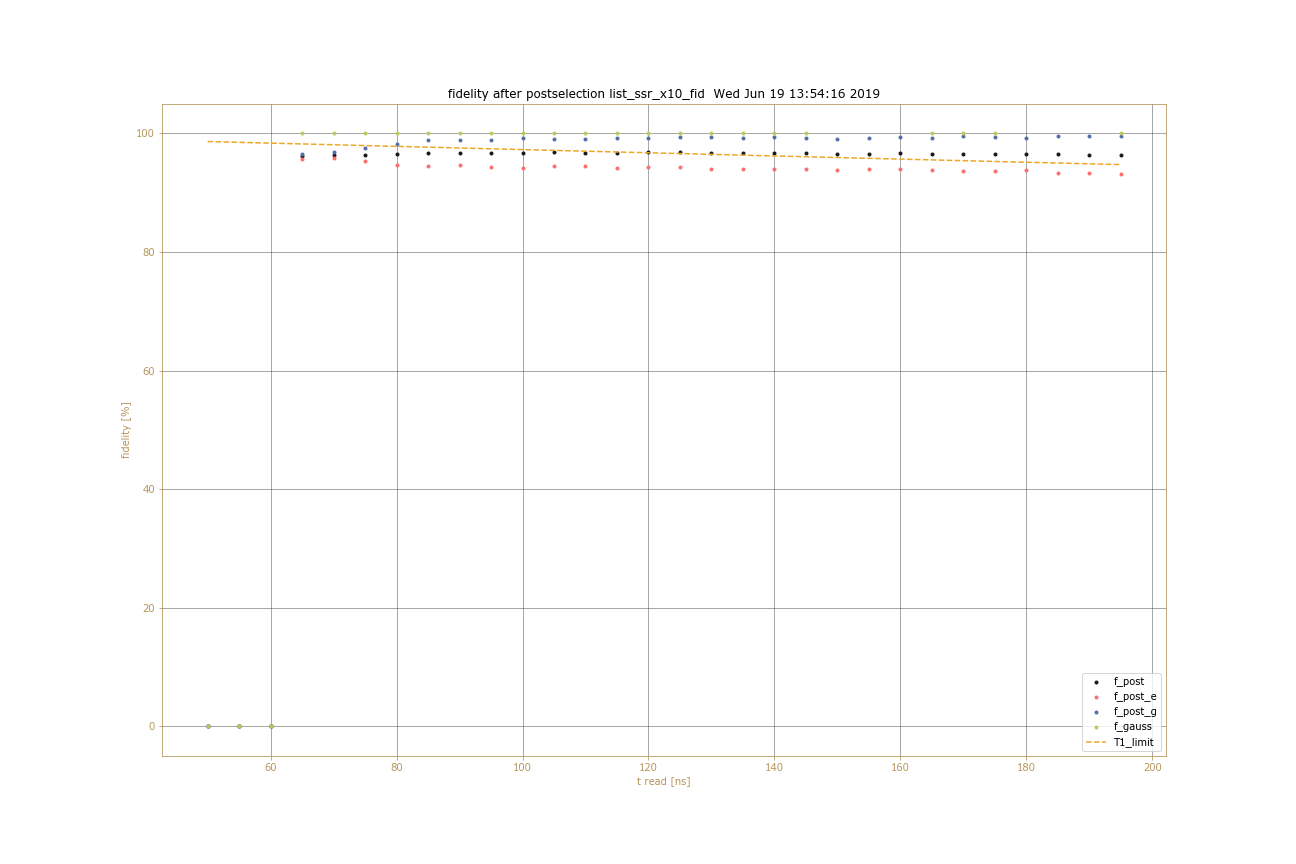 fidelity after postselection list_ssr_x10_fid  Wed Jun 19 13:54:16 2019
100
80
60
40
20
0
fidelity [%]
60 80 100 120 140 160 180 200
t read [ns]
f_post
f_post_e
f_post_g
f_gauss
T1_limit